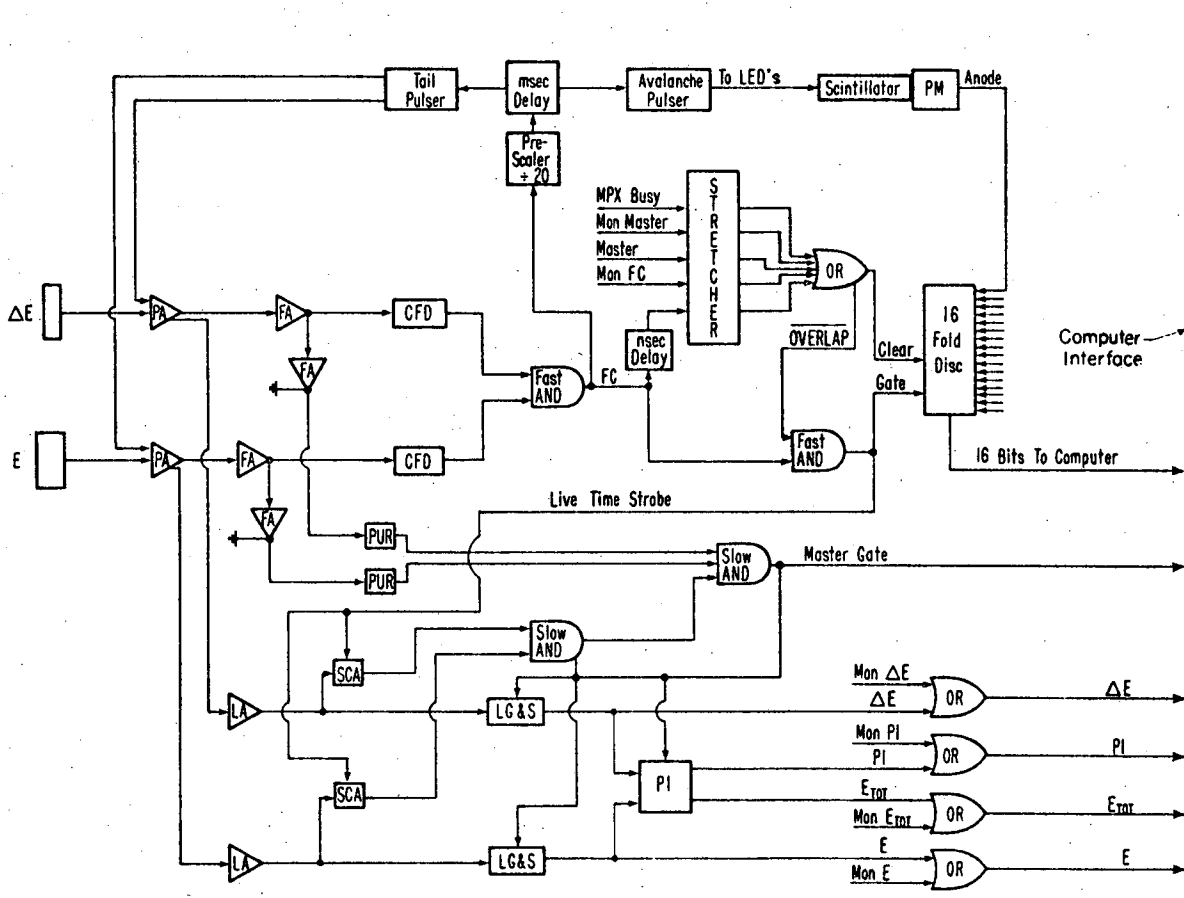 Tail
Pulser
msec
Delay
Avalanche
Pulser
To LED's
Scintillator
PM
Anode
Pre-
Scaler
÷ 20
MPX Busy
Mon Master
Master
Mon FC
STRETCHER
OR
nsec
Delay
OVERLAP
ΔE
PA
FA
CFD
FA
Fast
AND
FC
Clear
Gate
16
Fold
Disc
Computer
Interface
E
PA
FA
CFD
Fast
AND
16 Bits To Computer
Live Time Strobe
FA
PUR
PUR
Slow
AND
Master Gate
Slow
AND
SCA
LA
LG&S
Mon ΔE
ΔE
OR
ΔE
Mon PI
PI
OR
PI
SCA
PI
ETOT
Mon ETOT
OR
ETOT
LA
LG&S
E
Mon E
OR
E